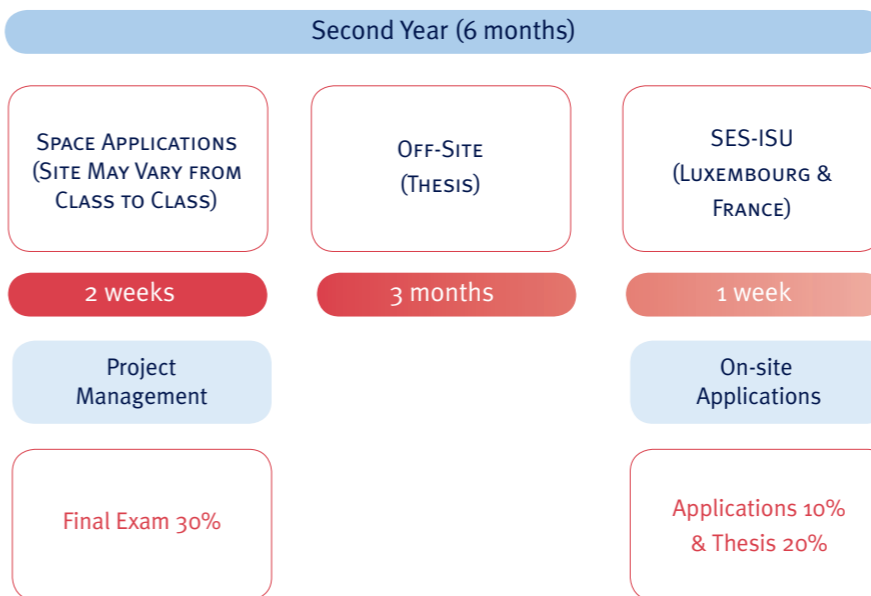 Second Year (6 months)
Space Applications
(Site May Vary from
Class to Class)
Off-Site
(Thesis)
SES-ISU
(Luxembourg &
France)
2 weeks
3 months
1 week
Project
Management
On-site
Applications
Final Exam 30%
Applications 10%
& Thesis 20%